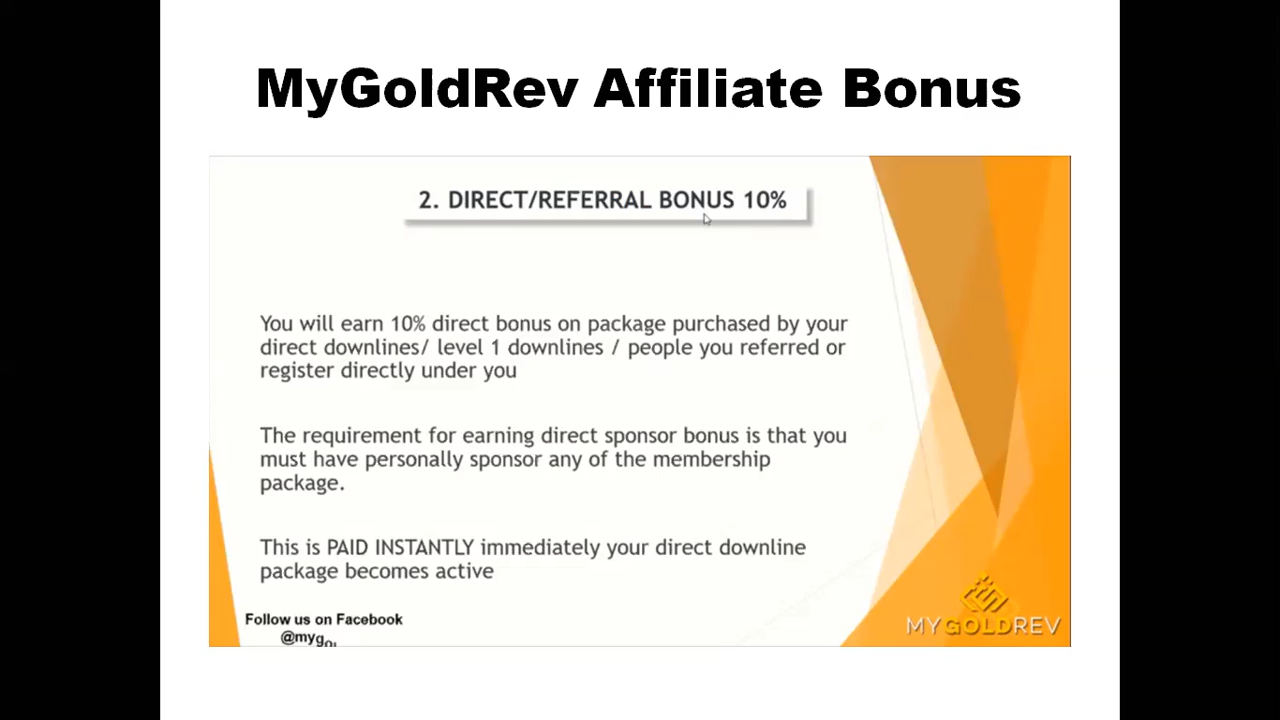 MyGoldRev Affiliate Bonus
2. DIRECT/REFERRAL BONUS 10%
You will earn 10% direct bonus on package purchased by your
direct downlines/ level 1 downlines / people you referred or
register directly under you
The requirement for earning direct sponsor bonus is that you
must have personally sponsor any of the membership
package.
This is PAID INSTANTLY immediately your direct downline
package becomes active
Follow us on Facebook
MYGOLDREV